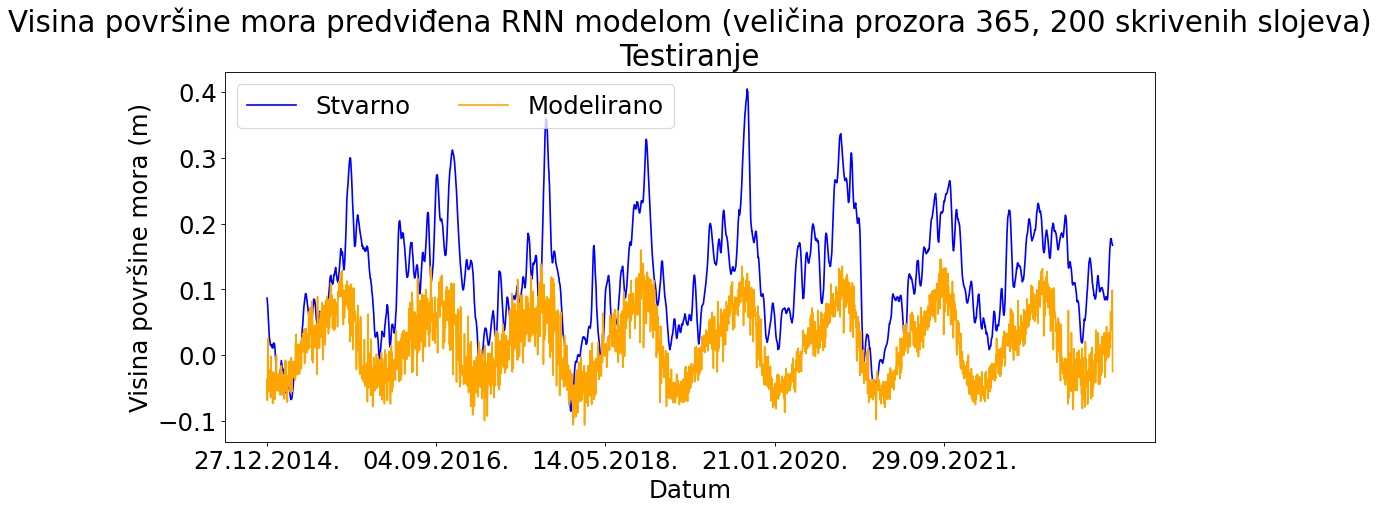 Visina površine mora predviđena RNN modelom (veličina prozora 365, 200 skrivenih slojeva)
Testiranje
Stvarno Modelirano
Visina površine mora (m)
0.4
0.3
0.2
0.1
0.0
−0.1
27.12.2014. 04.09.2016. 14.05.2018. 21.01.2020. 29.09.2021.
Datum